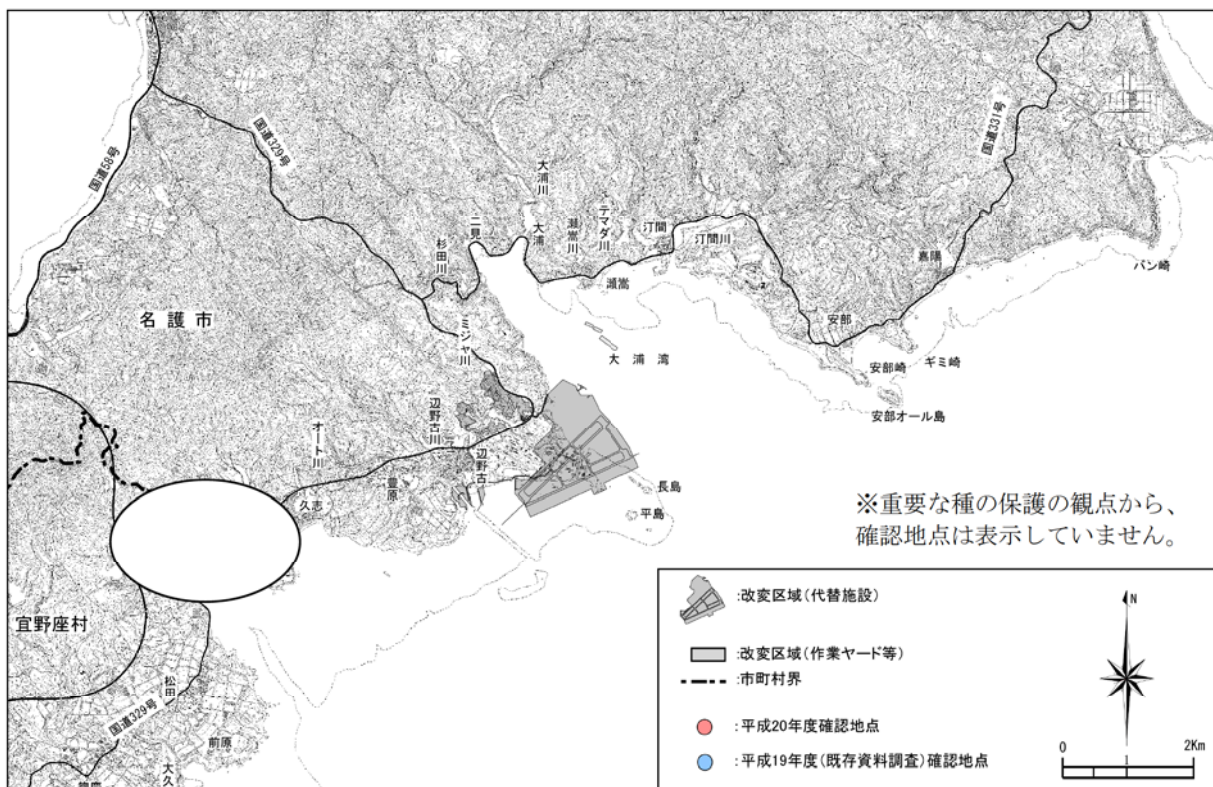 国道58号
国道329号
国道331号
大浦川
大浦
二見
杉田川
瀬嵩川
テマダ川
汀間
汀間川
瀬嵩
嘉陽
バン崎
安部
安部崎
ギミ崎
安部オール島
大浦湾
名護市
ミジャ川
辺野古川
辺野古
オート川
豊原
久志
長島
平島
宜野座村
松田
国道329号
前原
大久
※重要な種の保護の観点から、
確認地点は表示していません。
:改変区域(代替施設)
:改変区域(作業ヤード等)
:市町村界
:平成20年度確認地点
:平成19年度(既存資料調査)確認地点
N
0 2Km